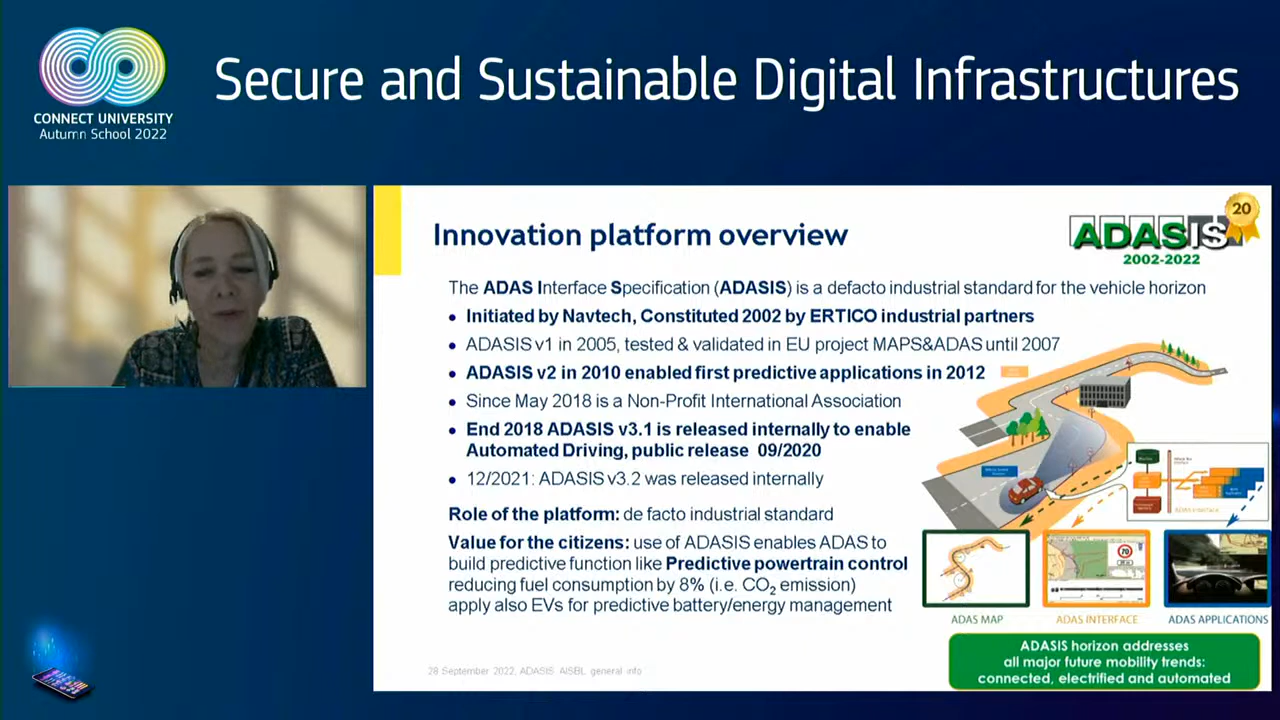 CONNECT UNIVERSITY
Autumn School 2022
Secure and Sustainable Digital Infrastructures
Innovation platform overview
20
ADASIS
2002-2022
The ADAS Interface Specification (ADASIS) is a defacto industrial standard for the vehicle horizon
• Initiated by Navtech, Constituted 2002 by ERTICO industrial partners
• ADASIS v1 in 2005, tested & validated in EU project MAPS&ADAS until 2007
• ADASIS v2 in 2010 enabled first predictive applications in 2012
• Since May 2018 is a Non-Profit International Association
• End 2018 ADASIS v3.1 is released internally to enable
Automated Driving, public release 09/2020
• 12/2021: ADASIS v3.2 was released internally
Role of the platform: de facto industrial standard
Value for the citizens: use of ADASIS enables ADAS to
build predictive function like Predictive powertrain control
reducing fuel consumption by 8% (i.e. CO₂ emission)
apply also EVs for predictive battery/energy management
70
ADAS MAP
ADAS INTERFACE
ADAS APPLICATIONS
ADASIS horizon addresses
all major future mobility trends:
connected, electrified and automated
28 September 2022, ADASIS AISBL general info